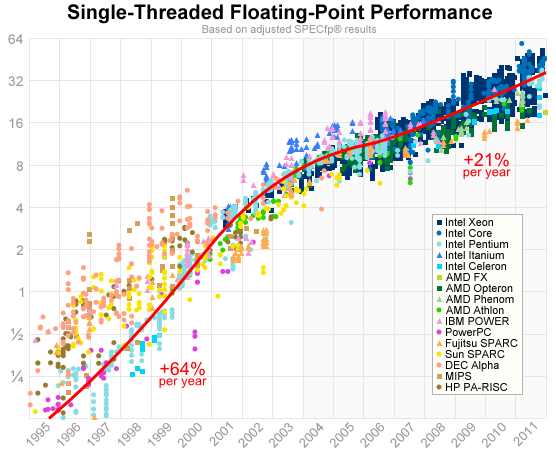 Single-Threaded Floating-Point Performance
Based on adjusted SPECfp® results
64
32
16
8
4
2
1
½
¼
+21%
per year
+64%
per year
Intel Xeon
Intel Core
Intel Pentium
Intel Itanium
Intel Celeron
AMD FX
AMD Opteron
AMD Phenom
AMD Athlon
IBM POWER
PowerPC
Fujitsu SPARC
Sun SPARC
DEC Alpha
MIPS
HP PA-RISC
1995
1996
1997
1998
1999
2000
2001
2002
2003
2004
2005
2006
2007
2008
2009
2010
2011